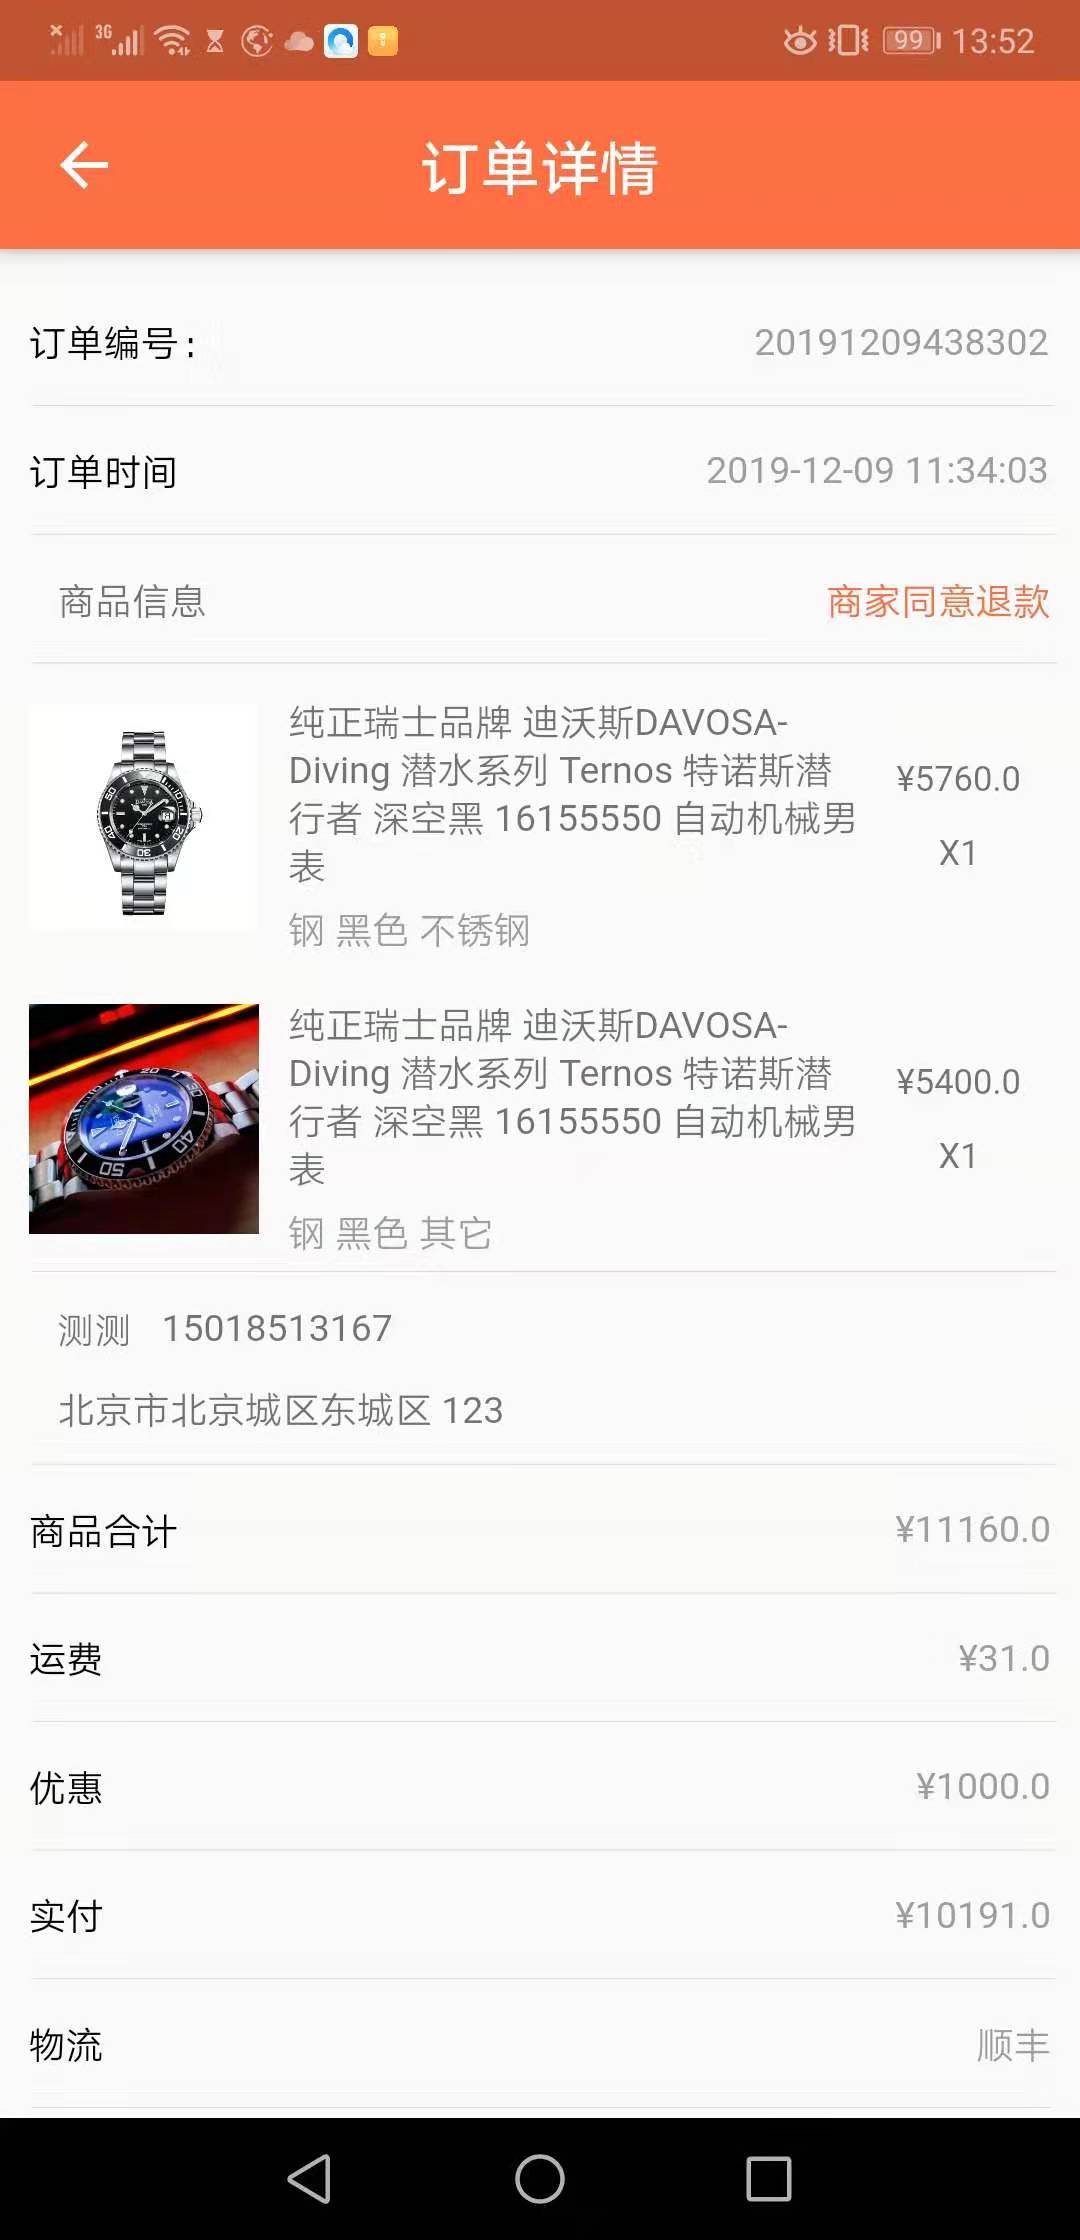 3G
99
13:52
订单详情
订单编号:
20191209438302
订单时间
2019-12-09 11:34:03
商品信息
商家同意退款
纯正瑞士品牌 迪沃斯DAVOSA-
Diving 潜水系列 Ternos 特诺斯潜
行者 深空黑 16155550 自动机械男
表
¥5760.0
X1
钢 黑色 不锈钢
纯正瑞士品牌 迪沃斯DAVOSA-
Diving 潜水系列 Ternos 特诺斯潜
行者 深空黑 16155550 自动机械男
表
¥5400.0
X1
钢 黑色 其它
测测 15018513167
北京市北京城区东城区 123
商品合计
¥11160.0
运费
¥31.0
优惠
¥1000.0
实付
¥10191.0
物流
顺丰